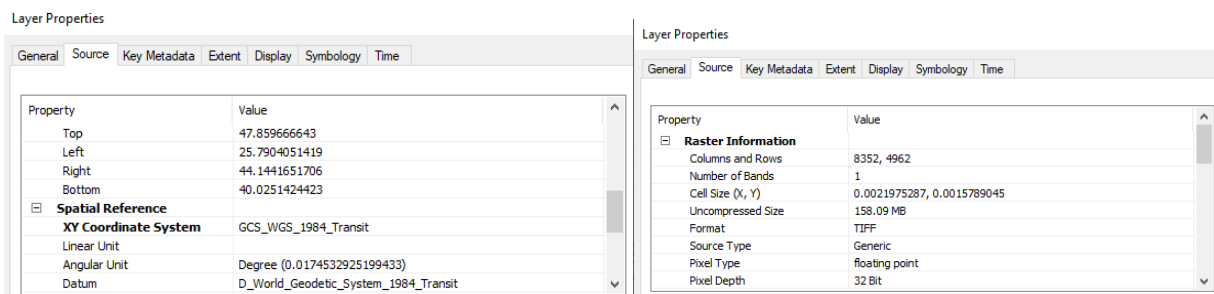 Layer Properties
General Source Key Metadata Extent Display Symbology Time
Property Value
Top 47.859666643
Left 25.7904051419
Right 44.1441651706
Bottom 40.0251424423
Spatial Reference
XY Coordinate System GCS_WGS_1984_Transit
Linear Unit
Angular Unit Degree (0.0174532925199433)
Datum D_World_Geodetic_System_1984_Transit
Layer Properties
General Source Key Metadata Extent Display Symbology Time
Property Value
Raster Information
Columns and Rows 8352, 4962
Number of Bands 1
Cell Size (X, Y) 0.0021975287, 0.0015789045
Uncompressed Size 158.09 MB
Format TIFF
Source Type Generic
Pixel Type floating point
Pixel Depth 32 Bit